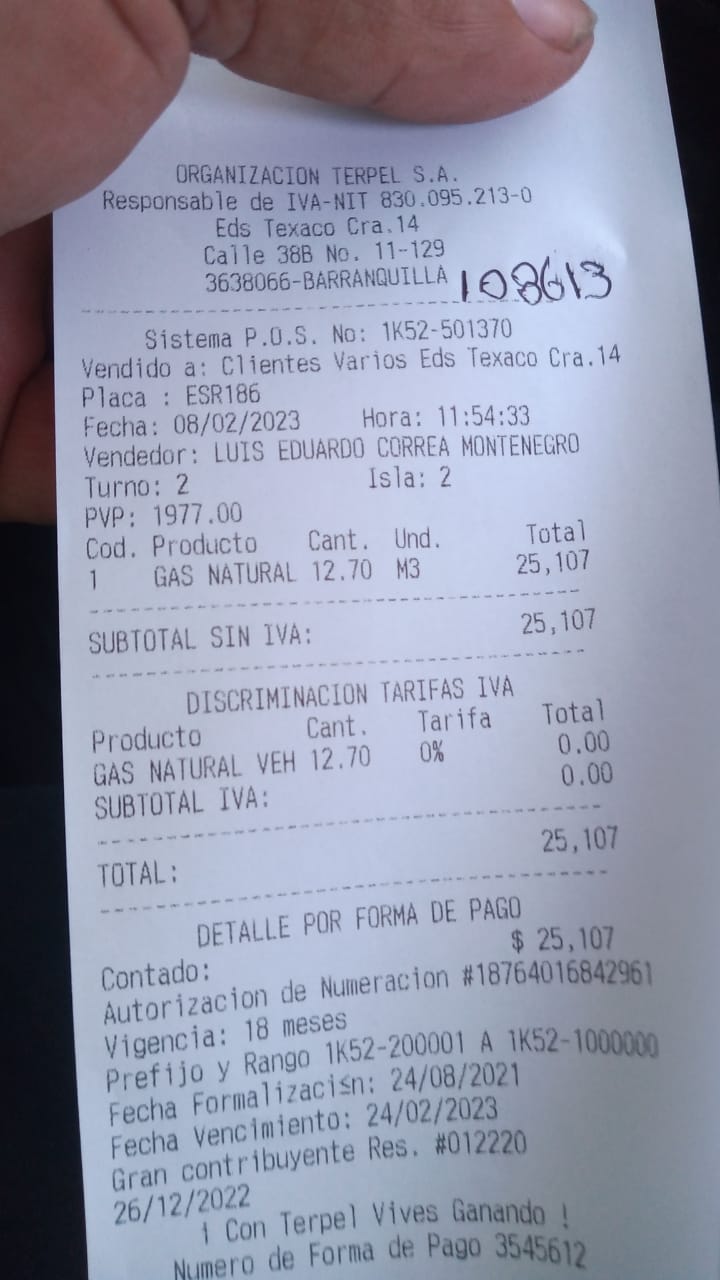 ORGANIZACION TERPEL S.A.
Responsable de IVA-NIT 830.095.213-0
Eds Texaco Cra.14
Calle 38B No. 11-129
3638066-BARRANQUILLA 108613
Sistema P.O.S. No: 1K52-501370
Vendido a: Clientes Varios Eds Texaco Cra.14
Placa : ESR186
Fecha: 08/02/2023 Hora: 11:54:33
Vendedor: LUIS EDUARDO CORREA MONTENEGRO
Turno: 2 Isla: 2
PVP: 1977.00
Cod. Producto Cant. Und. Total
1 GAS NATURAL 12.70 M3 25,107
SUBTOTAL SIN IVA: 25,107
DISCRIMINACION TARIFAS IVA
Producto Cant. Tarifa Total
GAS NATURAL VEH 12.70 0% 0.00
SUBTOTAL IVA: 0.00
TOTAL: 25,107
DETALLE POR FORMA DE PAGO
Contado: $ 25,107
Autorizacion de Numeracion #18764016842961
Vigencia: 18 meses
Prefijo y Rango 1K52-200001 A 1K52-1000000
Fecha Formalizaci≤n: 24/08/2021
Fecha Vencimiento: 24/02/2023
Gran contribuyente Res. #012220
26/12/2022
¡ Con Terpel Vives Ganando !
Numero de Forma de Pago 3545612